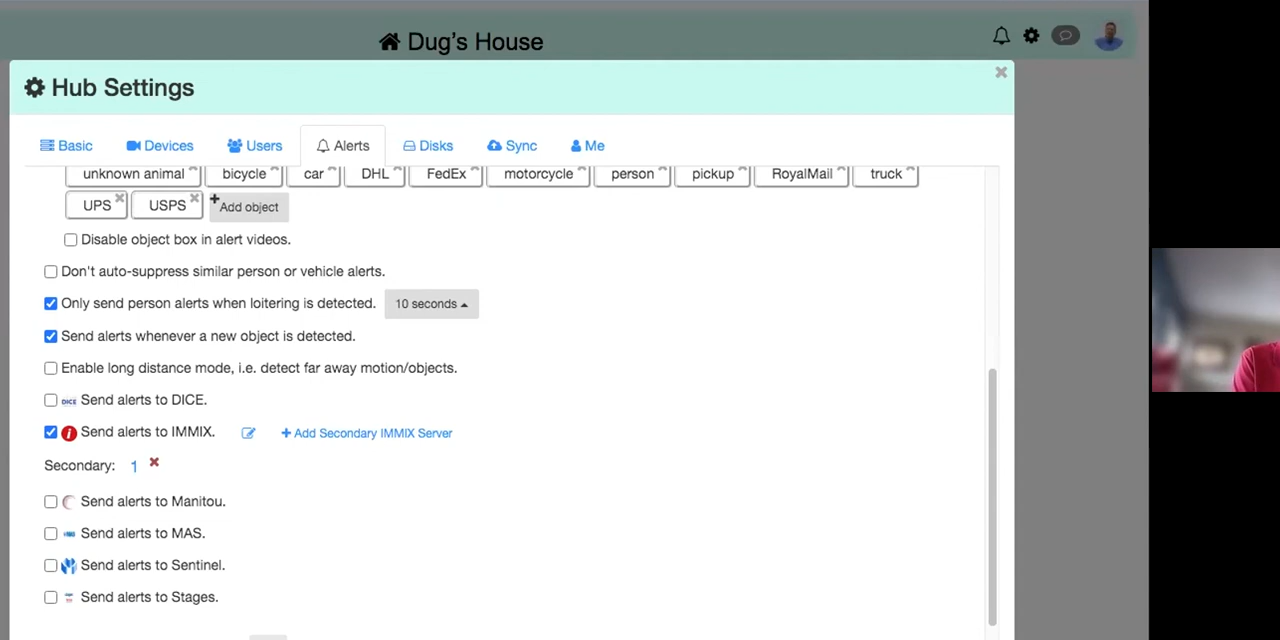 Dug's House
Hub Settings
Basic Devices Users Alerts Disks Sync Me
unknown animal bicycle car DHL FedEx motorcycle person pickup RoyalMail truck
UPS USPS Add object
Disable object box in alert videos.
Don't auto-suppress similar person or vehicle alerts.
Only send person alerts when loitering is detected. 10 seconds
Send alerts whenever a new object is detected.
Enable long distance mode, i.e. detect far away motion/objects.
DICE Send alerts to DICE.
Send alerts to IMMIX. + Add Secondary IMMIX Server
Secondary: 1
Send alerts to Manitou.
Send alerts to MAS.
Send alerts to Sentinel.
Send alerts to Stages.